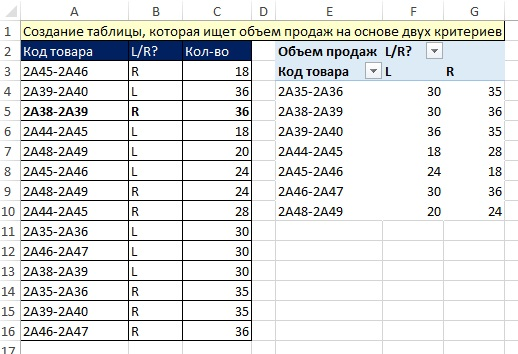 A B C D E F G
1 Создание таблицы, которая ищет объем продаж на основе двух критериев
2 Код товара L/R? Кол-во Объем продаж L/R?
3 2A45-2A46 R 18 Код товара L R
4 2A39-2A40 L 36 2A35-2A36 30 35
5 2A38-2A39 R 36 2A38-2A39 30 36
6 2A44-2A45 L 18 2A39-2A40 36 35
7 2A48-2A49 L 20 2A44-2A45 18 28
8 2A45-2A46 L 24 2A45-2A46 24 18
9 2A48-2A49 R 24 2A46-2A47 30 36
10 2A44-2A45 R 28 2A48-2A49 20 24
11 2A35-2A36 L 30
12 2A46-2A47 L 30
13 2A38-2A39 L 30
14 2A35-2A36 R 35
15 2A39-2A40 R 35
16 2A46-2A47 R 36
17